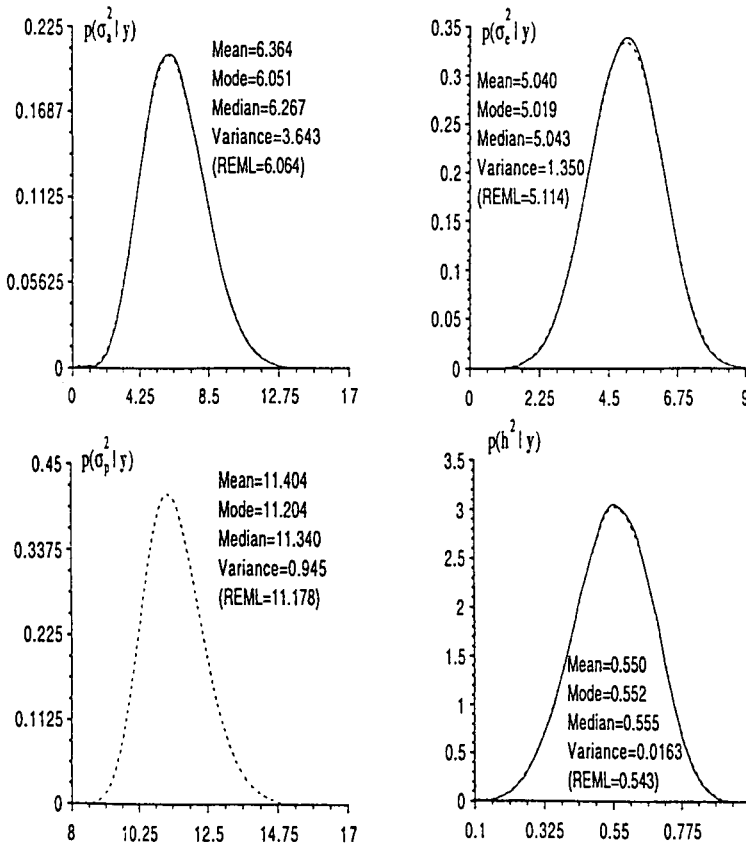 p(σ²ₐ|y)
0.225
0.1687
0.1125
0.05625
0
Mean=6.364
Mode=6.051
Median=6.267
Variance=3.643
(REML=6.064)
0 4.25 8.5 12.75 17
p(σ²ₑ|y)
0.35
0.3
0.25
0.2
0.15
0.1
0.05
0
Mean=5.040
Mode=5.019
Median=5.043
Variance=1.350
(REML=5.114)
0 2.25 4.5 6.75 9
p(σ²ₚ|y)
0.45
0.3375
0.225
0.1125
0
Mean=11.404
Mode=11.204
Median=11.340
Variance=0.945
(REML=11.178)
8 10.25 12.5 14.75 17
p(h²|y)
3.5
3
2.5
2
1.5
1
0.5
0
Mean=0.550
Mode=0.552
Median=0.555
Variance=0.0163
(REML=0.543)
0.1 0.325 0.55 0.775